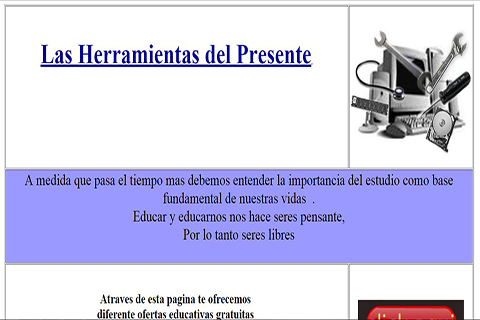 Las Herramientas del Presente.
A medida que pasa el tiempo mas debemos entender la importancia del estudio como base
fundamental de nuestras vidas .
Educar y educarnos nos hace seres pensante,
Por lo tanto seres libres
Atraves de esta pagina te ofrecemos
diferente ofertas educativas gratuitas